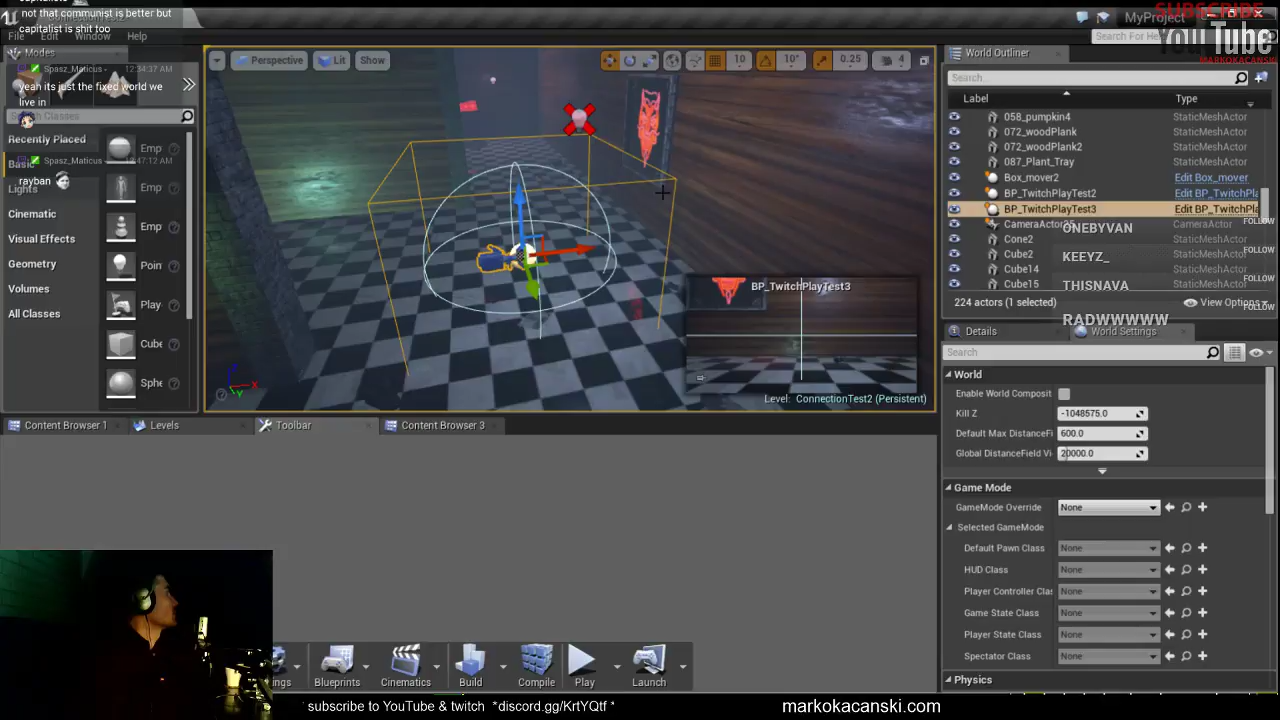 not that communist is better but
capitalist is shit too
SUBSCRIBE
MyProject
YouTube
MARKOKACANSKI
File
Edit
Window
Help
Search For He
Modes
Spasz_Maticus - 12:34:37 AM
yeah its just the fixed world we
live in
Search Classes
Spasz_Maticus -
:47:12 AM
rayban
Recently Placed
Basic
Lights
Cinematic
Visual Effects
Geometry
Volumes
All Classes
Emp
Emp
Emp
Poin
Play
Cube
Sphe
Perspective
Lit
Show
10
10°
0.25
4
BP_TwitchPlayTest3
Level: ConnectionTest2 (Persistent)
World Outliner
Search...
Label
Type
058_pumpkin4
StaticMeshActor
072_woodPlank
StaticMeshActor
072_woodPlank2
StaticMeshActor
087_Plant_Tray
StaticMeshActor
Box_mover2
Edit Box_mover
BP_TwitchPlayTest2
Edit BP_TwitchPla
BP_TwitchPlayTest3
Edit BP_TwitchPla
Cone2
StaticMeshActor
Cube2
Cube14
StaticMeshActor
Cube15
StaticMeshActor
ONEBYVAN
FOLLOW
KEEYZ_
FOLLOW
THISNAVA
FOLLOW
RADWWWWW
FOLLOW
224 actors (1 selected)
View Options
Details
World Settings
Search
World
Enable World Composit
Kill Z
-1048575.0
Default Max DistanceFi
600.0
Global DistanceField Vi
20000.0
Game Mode
GameMode Override
None
Selected GameMode
Default Pawn Class
None
HUD Class
None
Player Controller Clas
None
Game State Class
None
Player State Class
None
Spectator Class
None
Physics
Content Browser 1
Levels
Toolbar
Content Browser 3
ings
Blueprints
Cinematics
Build
Compile
Play
Launch
subscribe to YouTube & twitch *discord.gg/KrtYQtf *
markokacanski.com